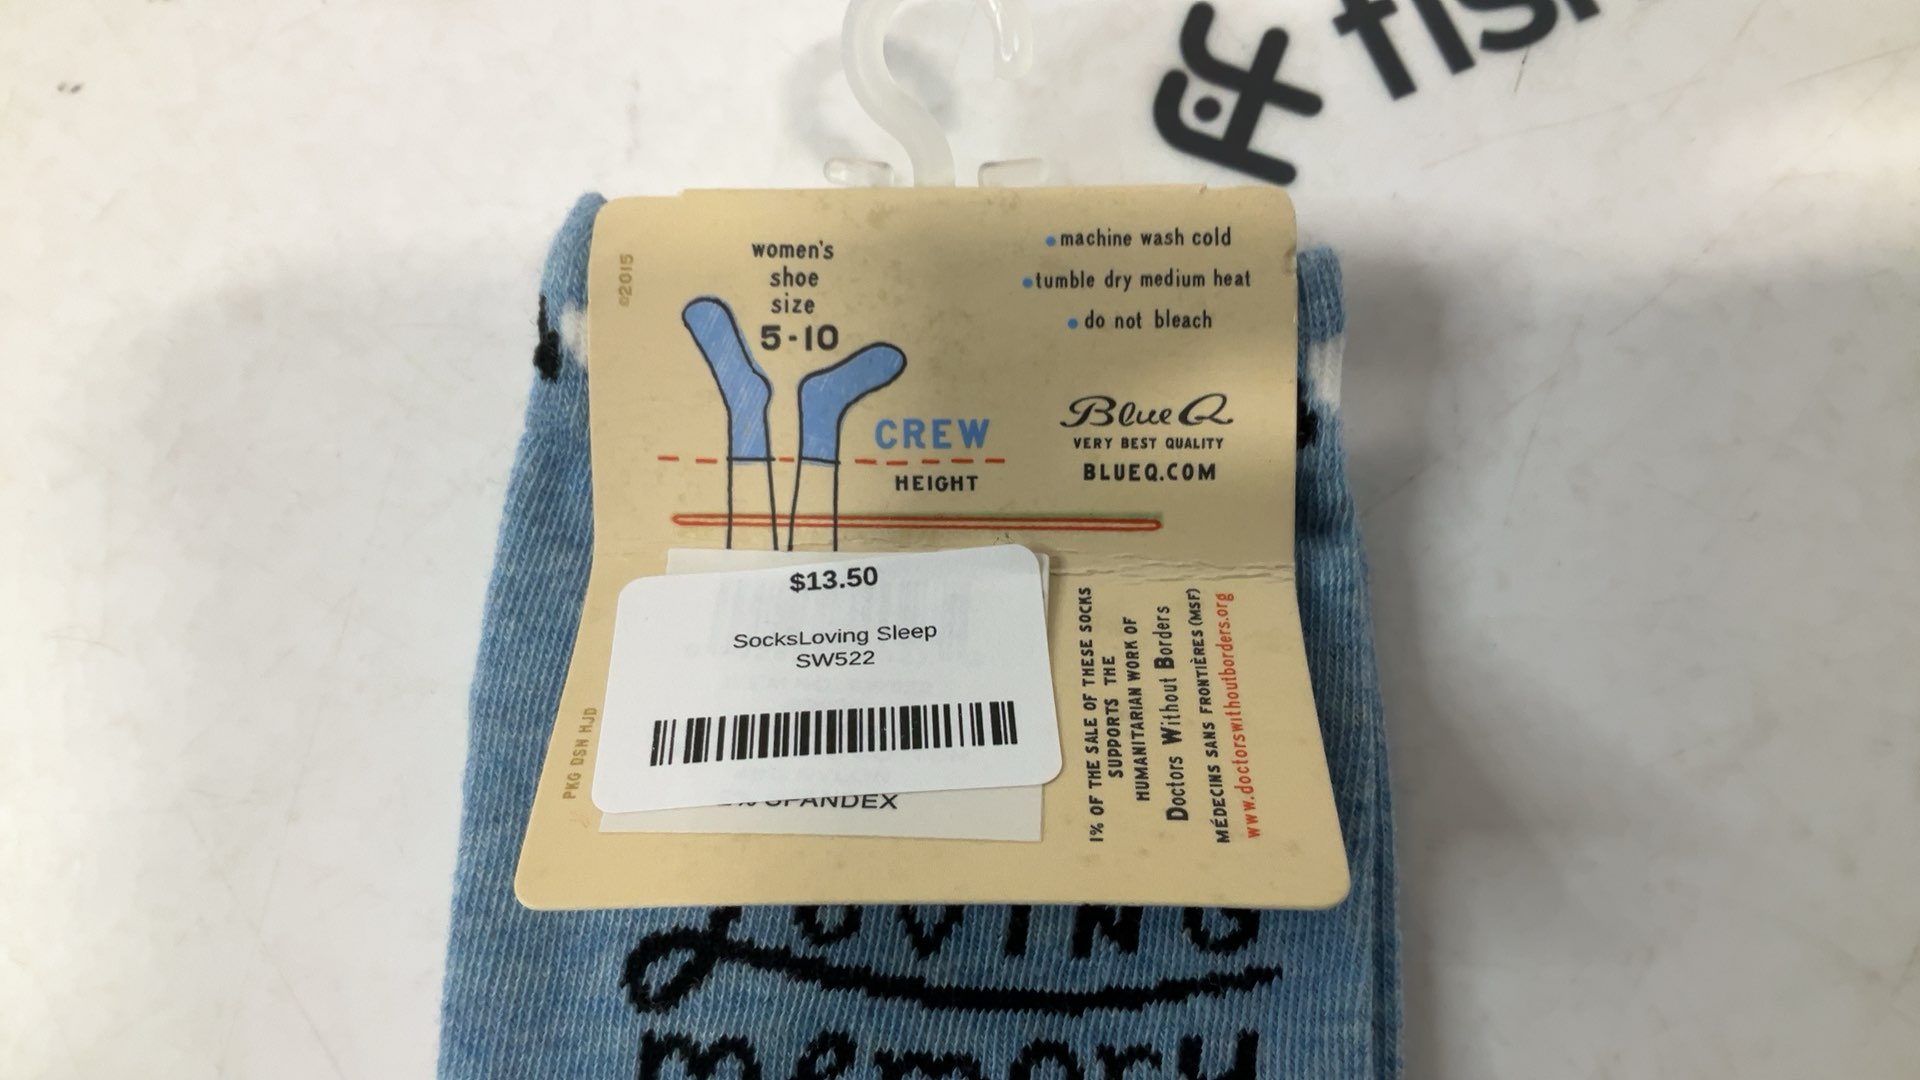 ©2015
women's
shoe
size
5-10
CREW
HEIGHT
machine wash cold
tumble dry medium heat
do not bleach
Blue Q
VERY BEST QUALITY
BLUEQ.COM
$13.50
SocksLoving Sleep
SW522
SPANDEX
PKG DSN HJD
1% OF THE SALE OF THESE SOCKS
SUPPORTS THE
HUMANITARIAN WORK OF
Doctors Without Borders
MÉDECINS SANS FRONTIÈRES (MSF)
www.doctorswithoutborders.org
LOVING
memory